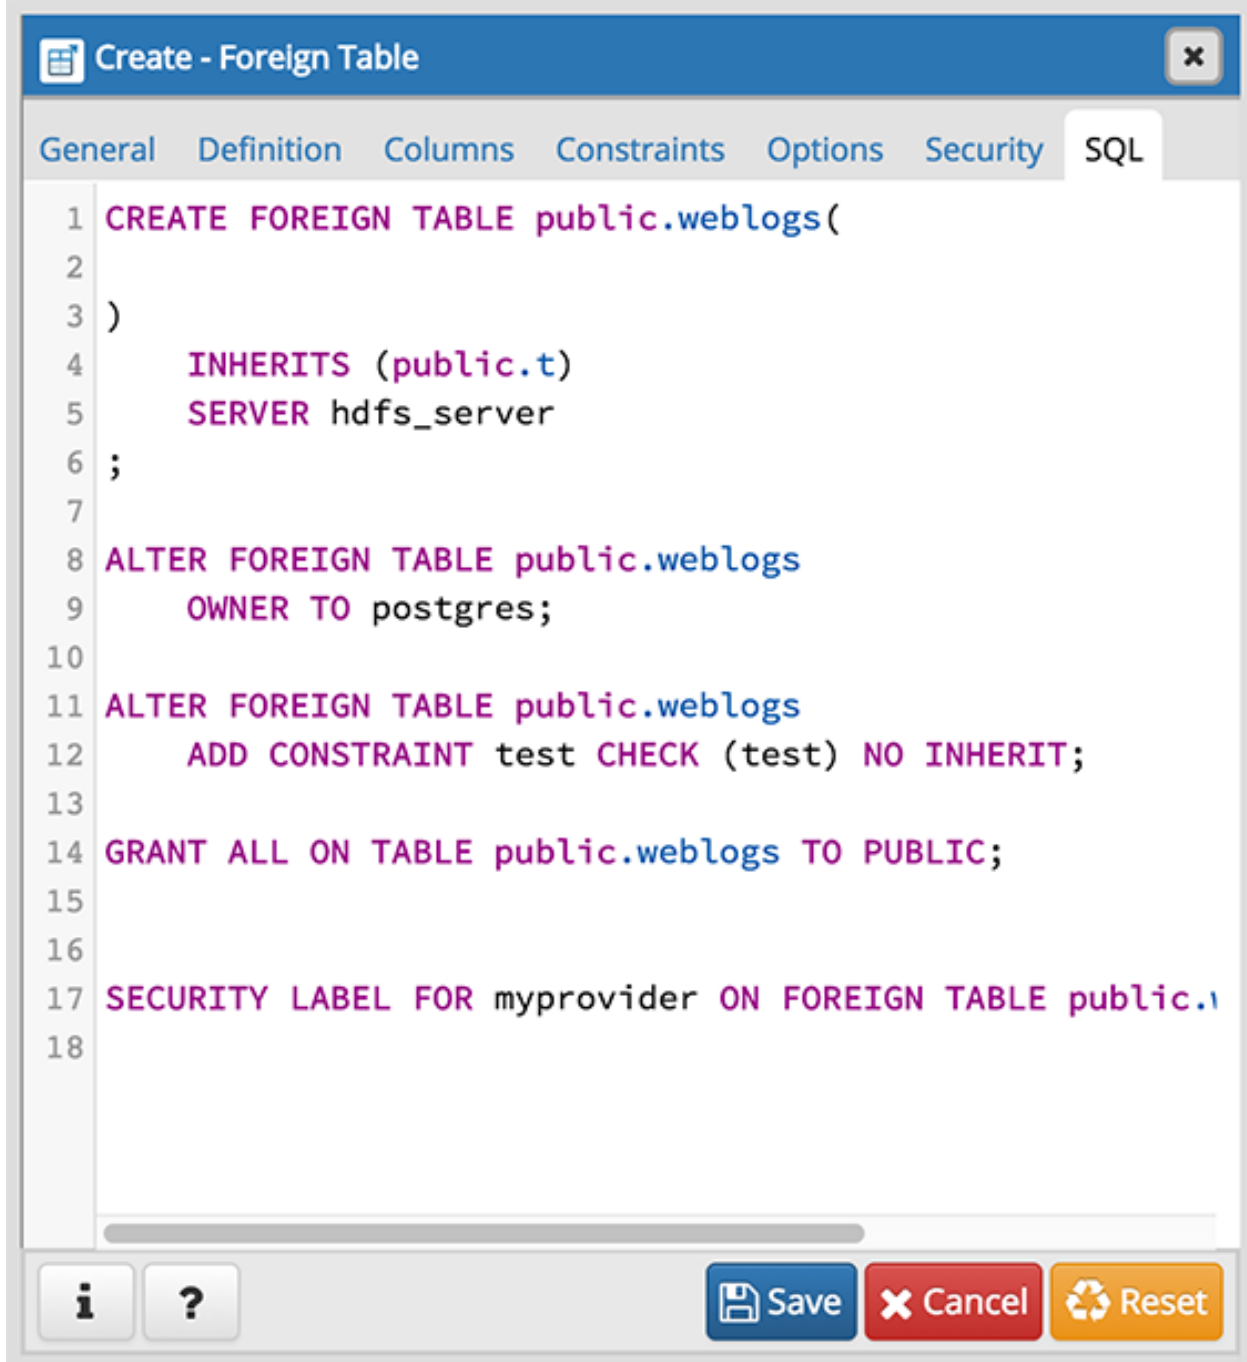 Create - Foreign Table
General Definition Columns Constraints Options Security SQL
1 CREATE FOREIGN TABLE public.weblogs(
2
3 )
4     INHERITS (public.t)
5     SERVER hdfs_server
6 ;
7
8 ALTER FOREIGN TABLE public.weblogs
9     OWNER TO postgres;
10
11 ALTER FOREIGN TABLE public.weblogs
12     ADD CONSTRAINT test CHECK (test) NO INHERIT;
13
14 GRANT ALL ON TABLE public.weblogs TO PUBLIC;
15
16
17 SECURITY LABEL FOR myprovider ON FOREIGN TABLE public.
18
i ? Save Cancel Reset